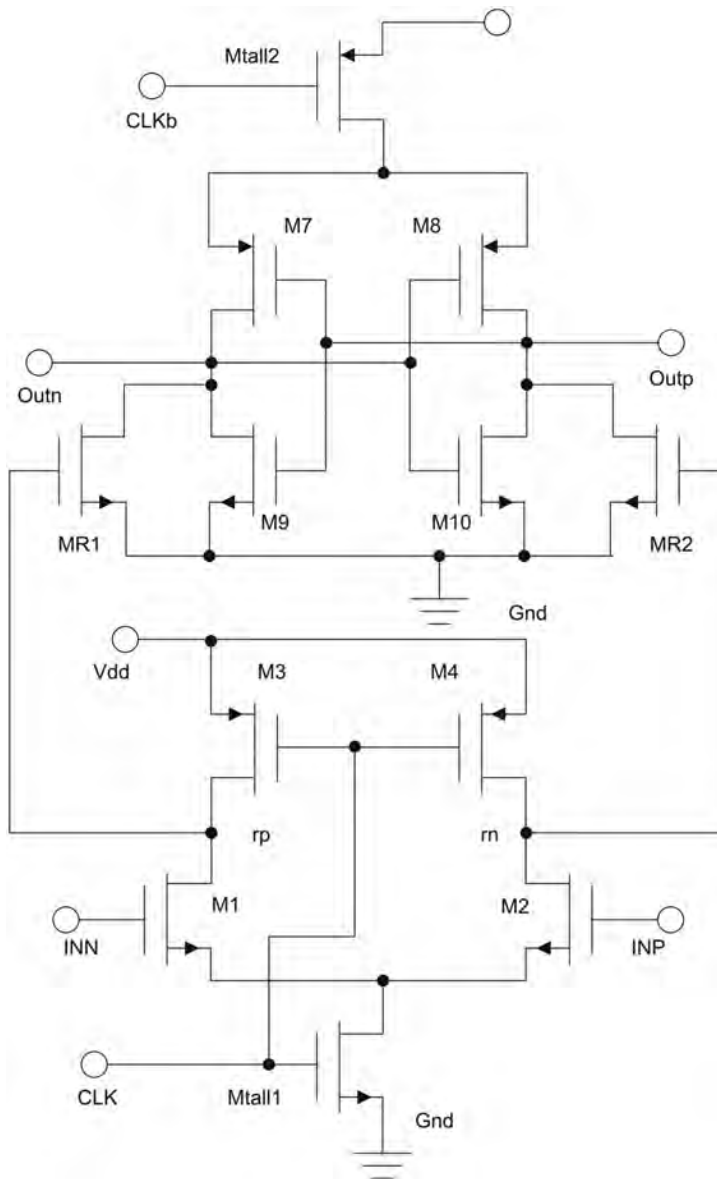 Mtall2
CLKb
M7
M8
Outn
Outp
M9
M10
MR1
MR2
Gnd
Vdd
M3
M4
rp
rn
M1
M2
INN
INP
CLK
Mtall1
Gnd